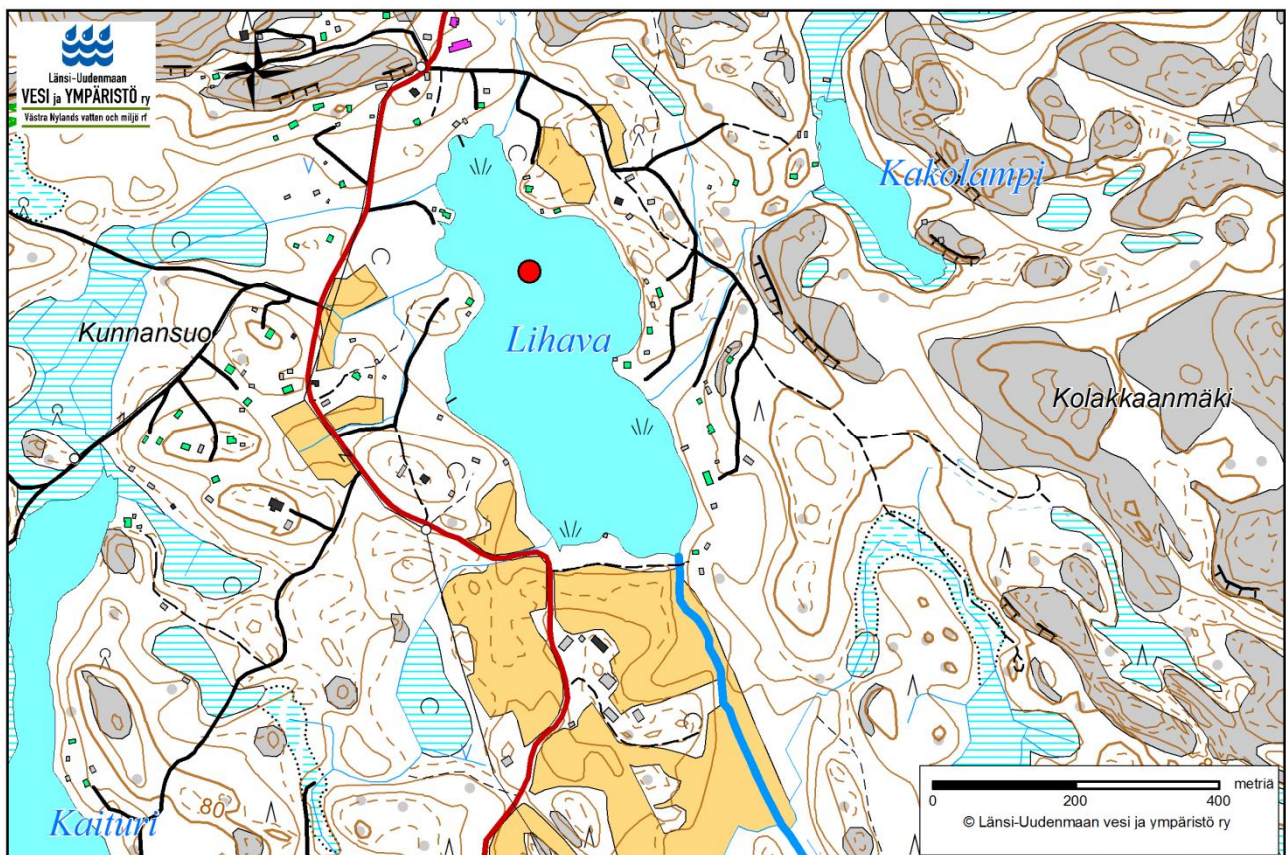 Länsi-Uudenmaan
VESI ja YMPÄRISTÖ ry
Västra Nylands vatten och miljö rf
Kakolampi
Lihava
Kunnansuo
Kolakkaanmäki
80
Kaituri
metriä
0 200 400
© Länsi-Uudenmaan vesi ja ympäristö ry